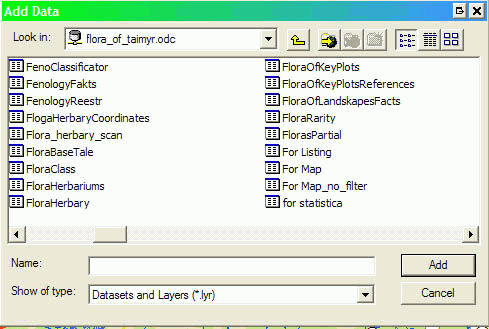 Add Data
Look in: flora_of_taimyr.odc
FenoClassificator
FenologyFakts
FenologyReestr
FlogaHerbaryCoordinates
Flora_herbary_scan
FloraBaseTale
FloraClass
FloraHerbariums
FloraHerbary
FloraOfKeyPlots
FloraOfKeyPlotsReferences
FloraOfLandscapesFacts
FloraRarity
FlorasPartial
For Listing
For Map
For Map_no_filter
for statistica
Name:
Add
Show of type: Datasets and Layers (*.lyr)
Cancel